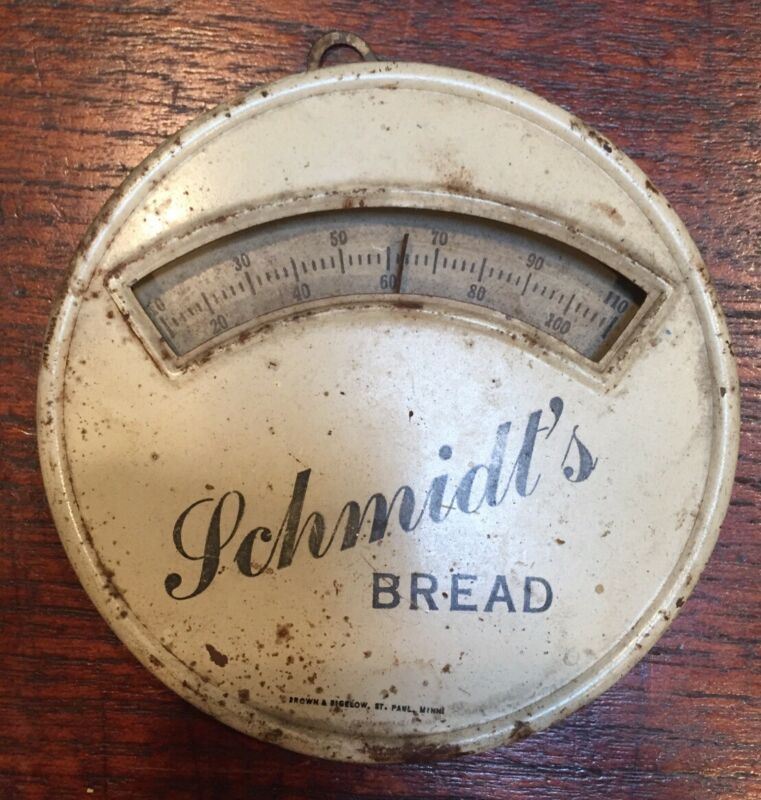 50 70
30 90
10 110
40 60 80
20 100
Schmidt's
BREAD
BROWN & BIGELOW, ST. PAUL, MINN.